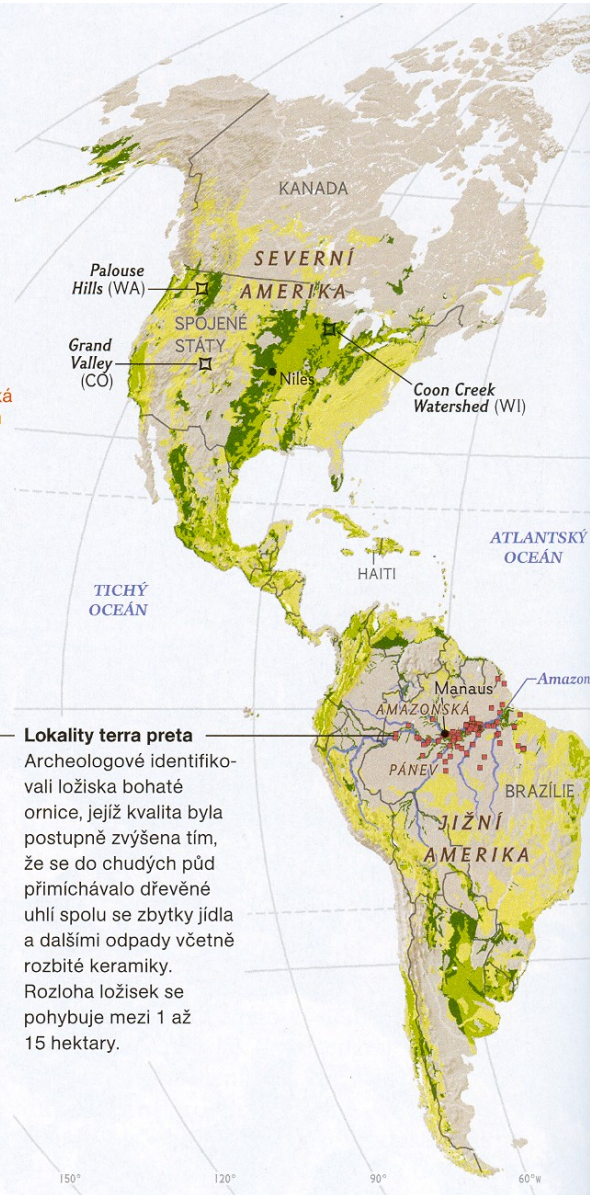 KANADA
SEVERNÍ
AMERIKA
Palouse
Hills (WA)
SPOJENÉ
STÁTY
Grand
Valley
(CO)
Niles
Coon Creek
Watershed (WI)
ká
ATLANTSKÝ
OCEÁN
HAITI
TICHÝ
OCEÁN
Manaus
Amazon
AMAZONSKÁ
PÁNEV
BRAZÍLIE
JIŽNÍ
AMERIKA
Lokality terra preta
Archeologové identifiko-
vali ložiska bohaté
ornice, jejíž kvalita byla
postupně zvýšena tím,
že se do chudých půd
přimíchávalo dřevěné
uhlí spolu se zbytky jídla
a dalšími odpady včetně
rozbité keramiky.
Rozloha ložisek se
pohybuje mezi 1 až
15 hektary.
150°
120°
90°
60°W